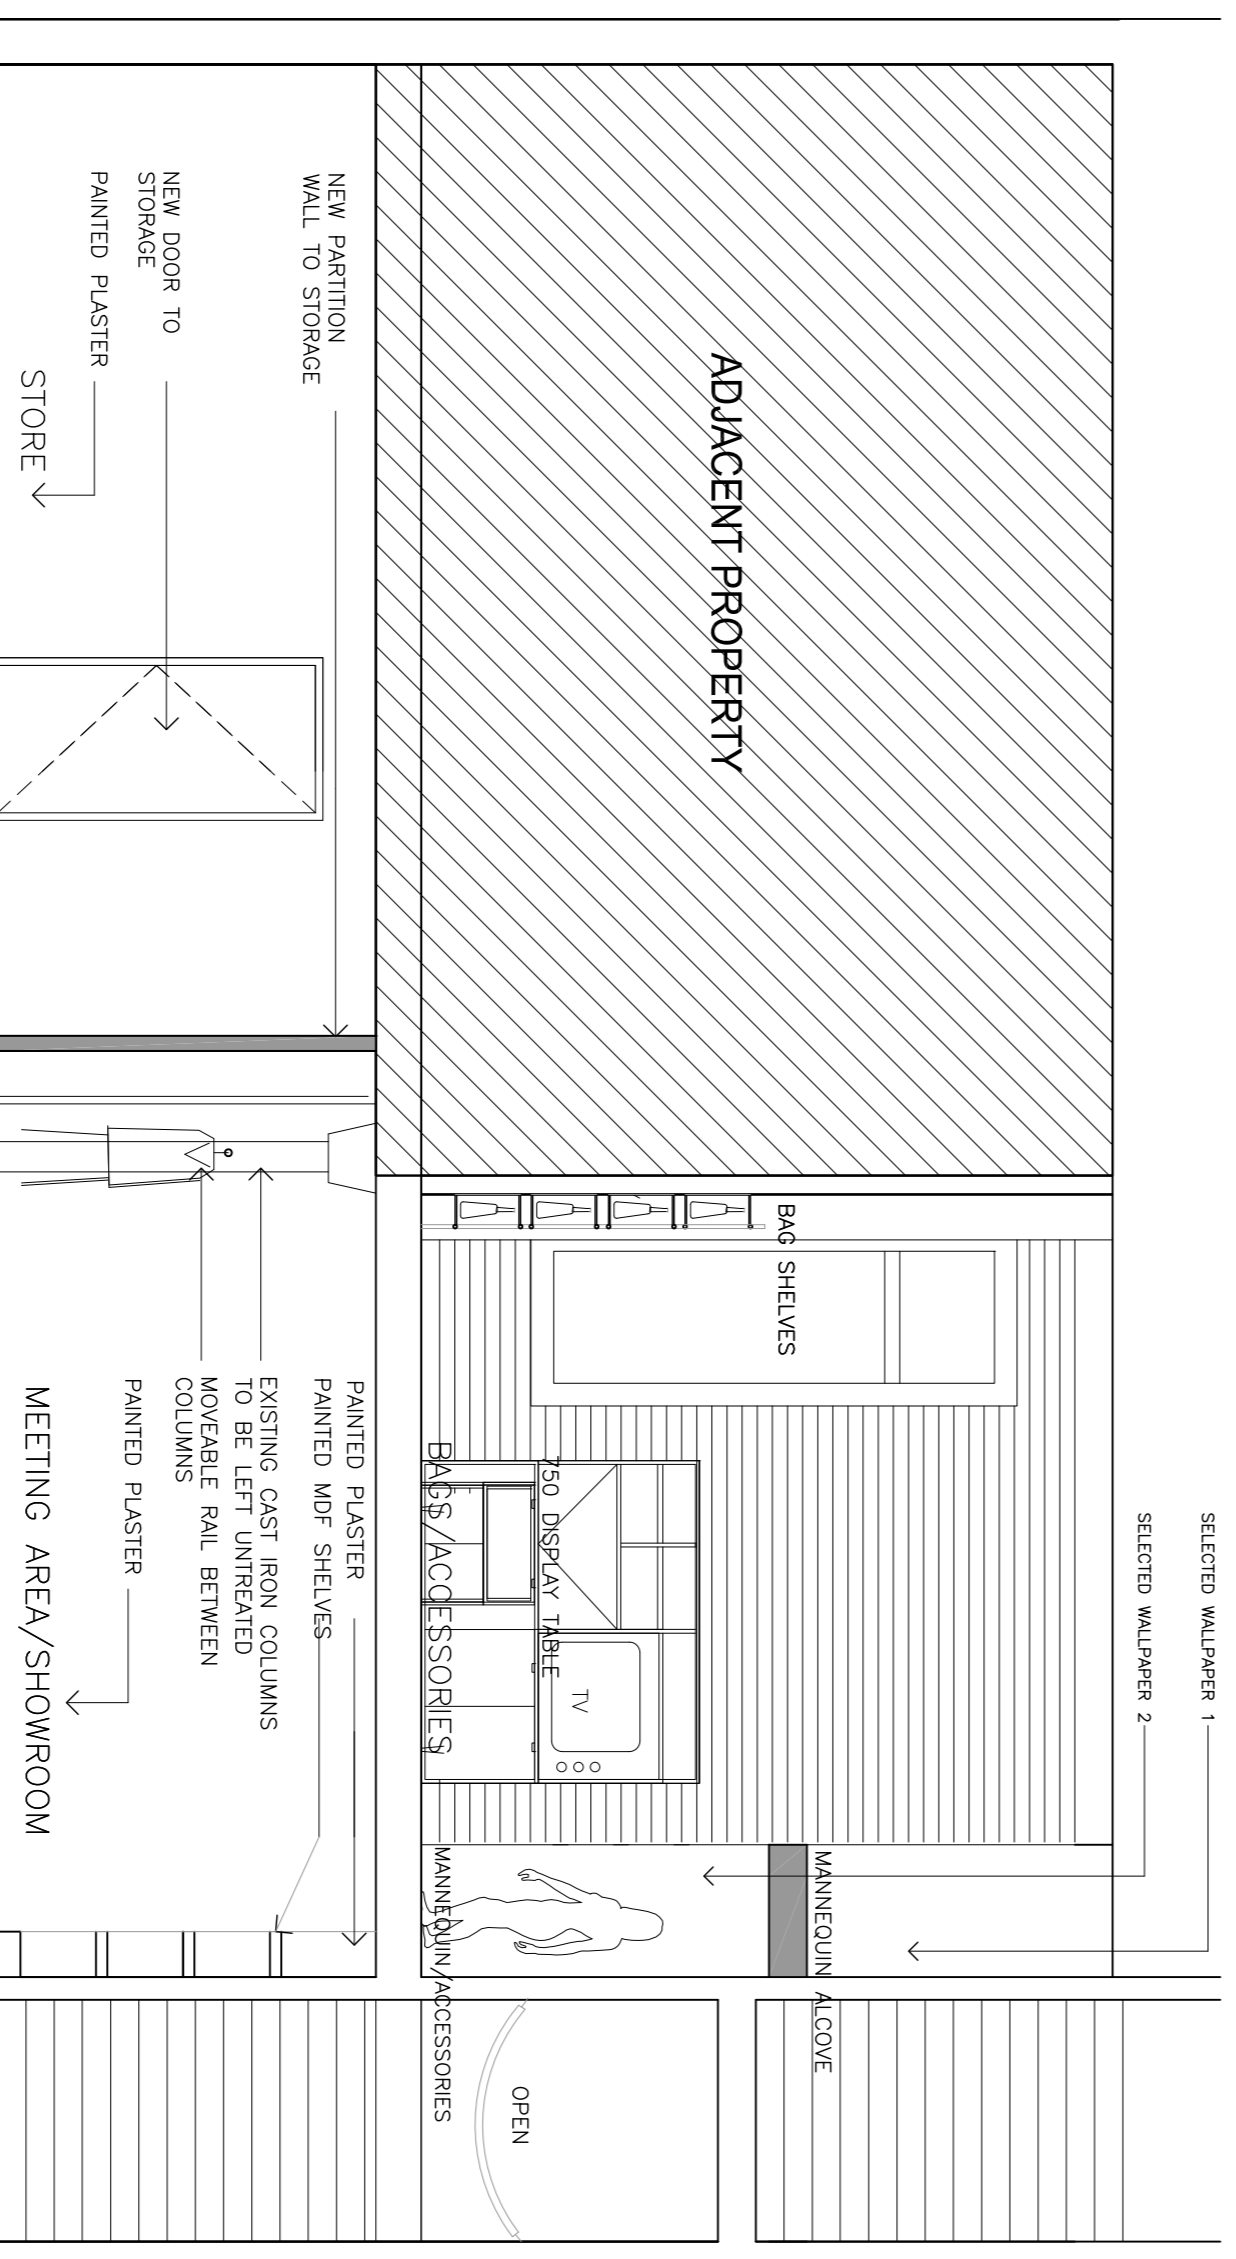 SELECTED WALLPAPER 1
SELECTED WALLPAPER 2
ADJACENT PROPERTY
BAG SHELVES
MANNEQUIN ALCOVE
750 DISPLAY TABLE
TV
OPEN
BAGS/ACCESSORIES
MANNEQUIN/ACCESSORIES
NEW PARTITION
WALL TO STORAGE
NEW DOOR TO
STORAGE
PAINTED PLASTER
STORE
PAINTED PLASTER
PAINTED MDF SHELVES
EXISTING CAST IRON COLUMNS
TO BE LEFT UNTREATED
MOVEABLE RAIL BETWEEN
COLUMNS
PAINTED PLASTER
MEETING AREA/SHOWROOM